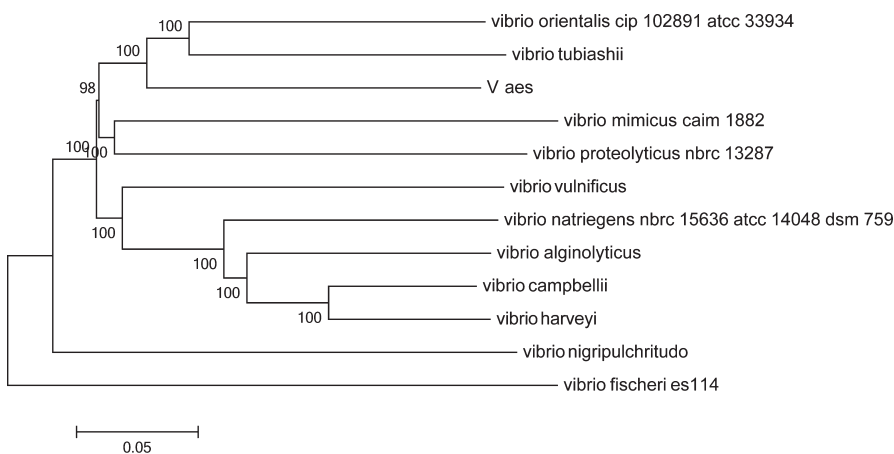 100
vibrio orientalis cip 102891 atcc 33934
100
vibrio tubiashii
98
V aes
vibrio mimicus caim 1882
100
100
vibrio proteolyticus nbrc 13287
vibrio vulnificus
100
vibrio natriegens nbrc 15636 atcc 14048 dsm 759
vibrio alginolyticus
100
vibrio campbellii
100
100
vibrio harveyi
vibrio nigripulchritudo
vibrio fischeri es114
0.05